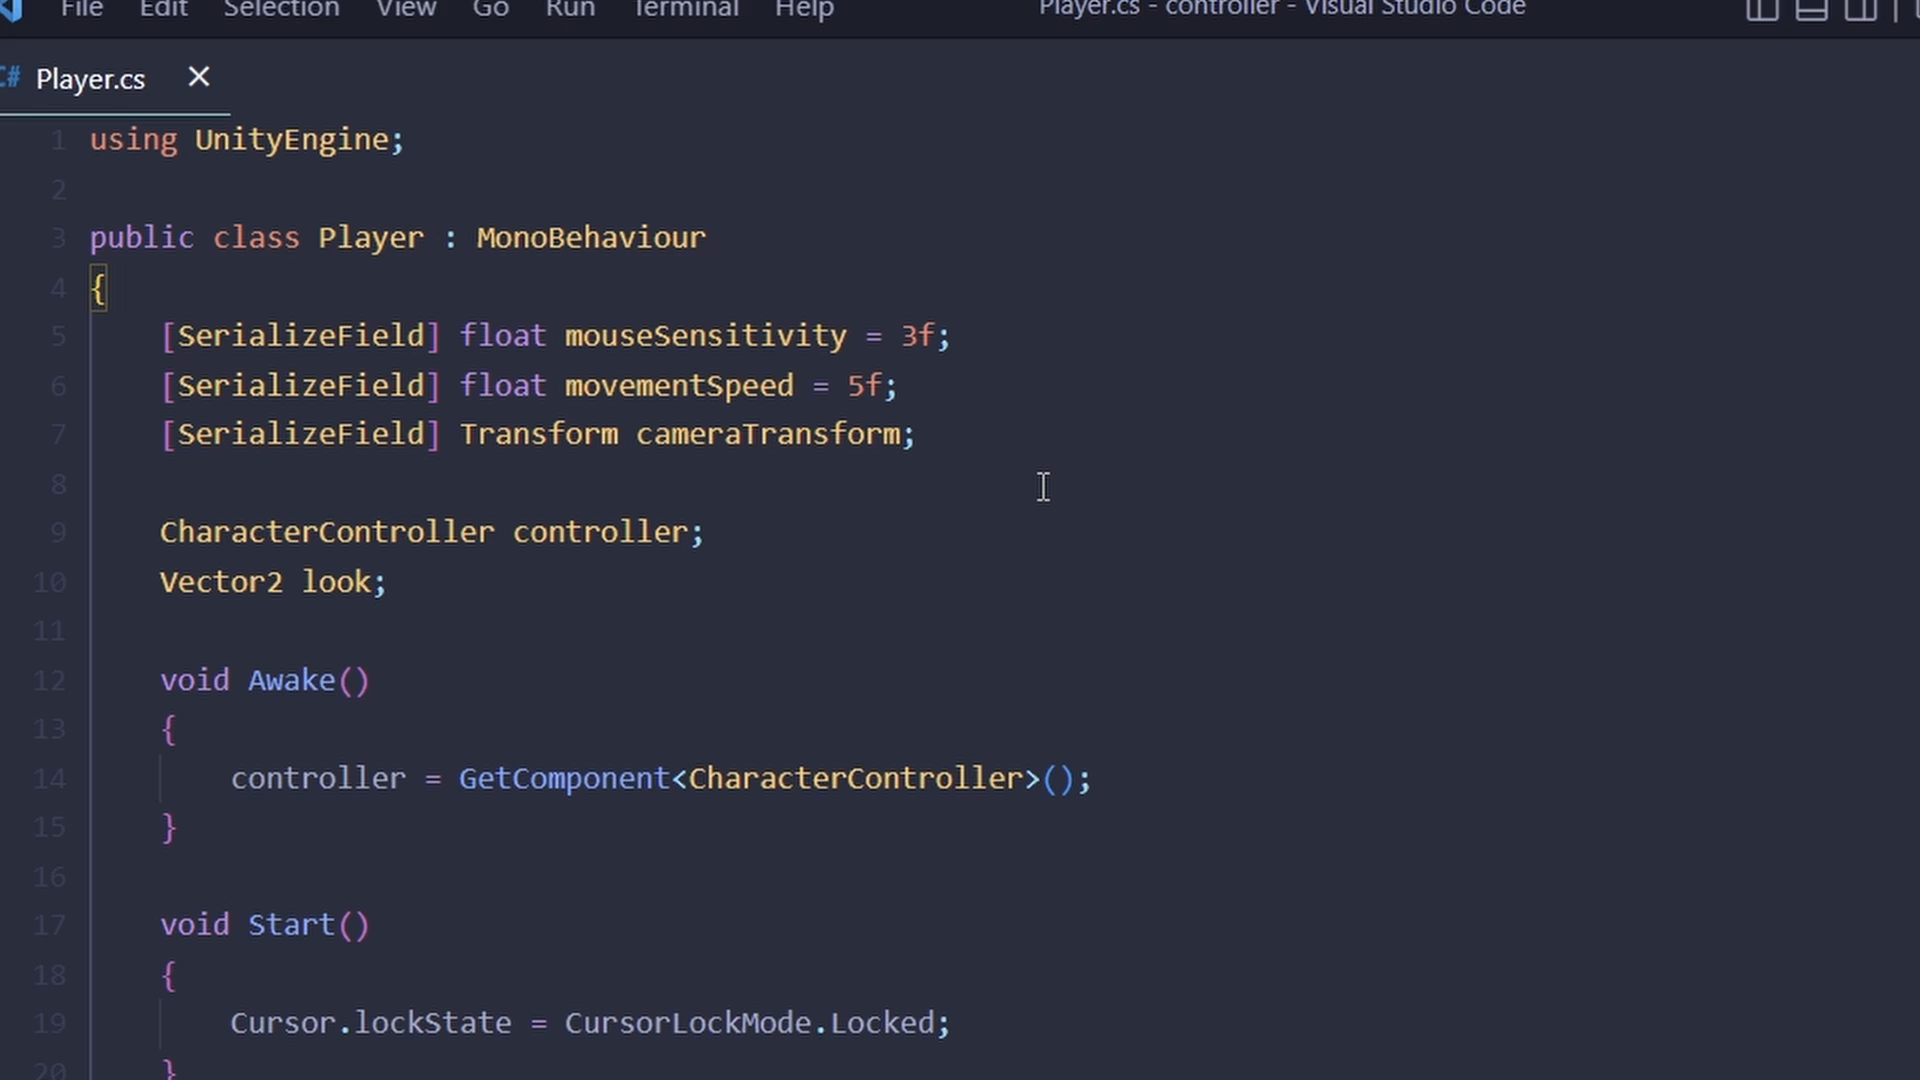 File Edit Selection View Go Run Terminal Help Player.cs - controller - Visual Studio Code
C# Player.cs
1 using UnityEngine;
2
3 public class Player : MonoBehaviour
4 {
5 [SerializeField] float mouseSensitivity = 3f;
6 [SerializeField] float movementSpeed = 5f;
7 [SerializeField] Transform cameraTransform;
8
9 CharacterController controller;
10 Vector2 look;
11
12 void Awake()
13 {
14 controller = GetComponent<CharacterController>();
15 }
16
17 void Start()
18 {
19 Cursor.lockState = CursorLockMode.Locked;
20 }